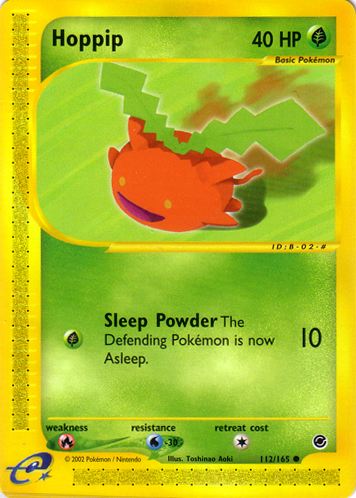 Hoppip 40 HP
Basic Pokémon
ID:B-02-#
Sleep Powder The 10
Defending Pokémon is now
Asleep.
weakness resistance retreat cost
-30
©2002 Pokémon / Nintendo Illus. Toshinao Aoki 112/165 ●
e